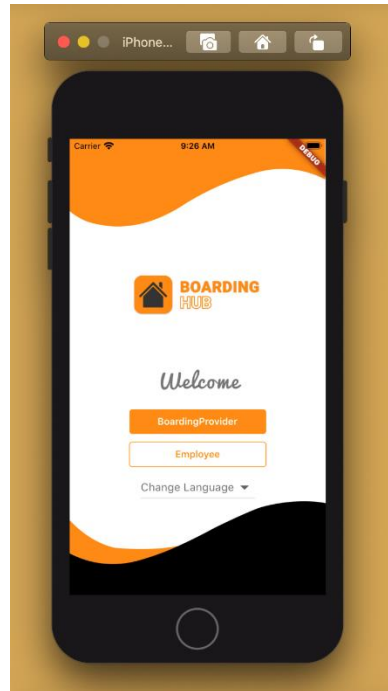 iPhone...
Carrier
9:26 AM
DEBUG
BOARDING
HUB
Welcome
BoardingProvider
Employee
Change Language